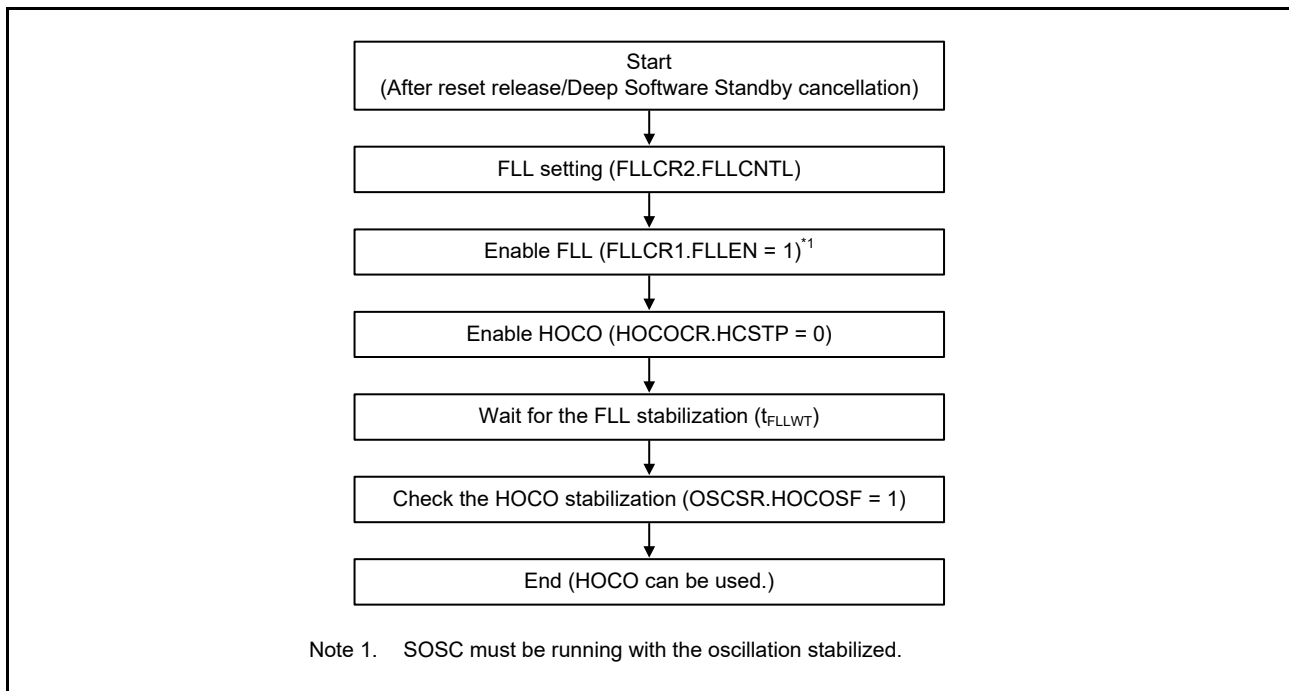 Start
(After reset release/Deep Software Standby cancellation)
FLL setting (FLLCR2.FLLCNTL)
Enable FLL (FLLCR1.FLLEN = 1)*1
Enable HOCO (HOCOCR.HCSTP = 0)
Wait for the FLL stabilization (tFLLWT)
Check the HOCO stabilization (OSCSR.HOCOSF = 1)
End (HOCO can be used.)
Note 1. SOSC must be running with the oscillation stabilized.